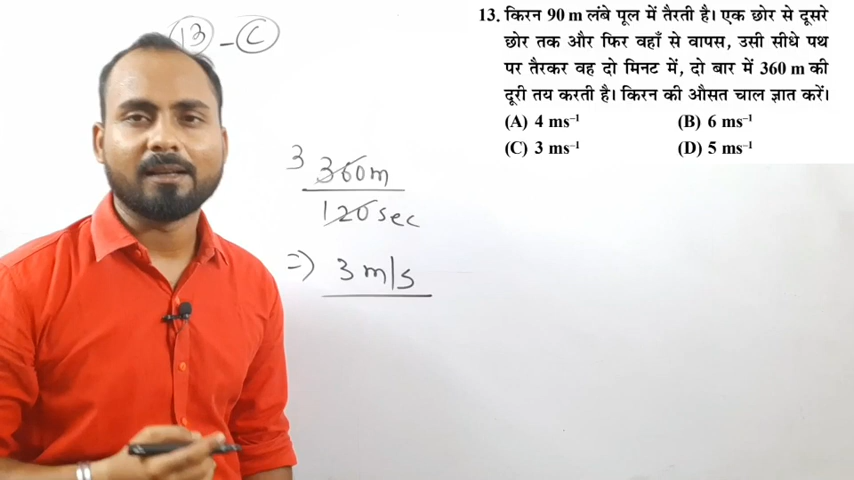 13 - C
13. किरन 90 m लंबे पूल में तैरती है। एक छोर से दूसरे
छोर तक और फिर वहाँ से वापस, उसी सीधे पथ
पर तैरकर वह दो मिनट में, दो बार में 360 m की
दूरी तय करती है। किरन की औसत चाल ज्ञात करें।
(A) 4 ms⁻¹ (B) 6 ms⁻¹
(C) 3 ms⁻¹ (D) 5 ms⁻¹
3 360m
120sec
⇒ 3 m/s